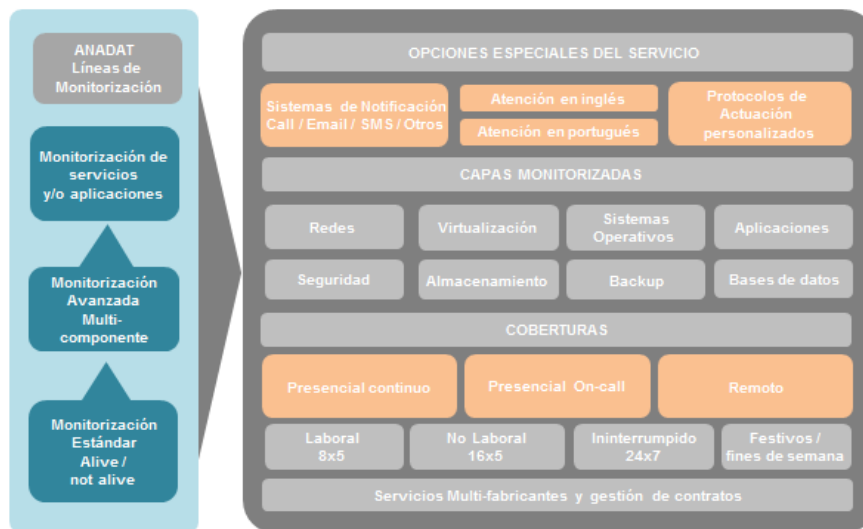 ANADAT
Líneas de
Monitorización
Monitorización de
servicios
y/o aplicaciones
Monitorización
Avanzada
Multi-
componente
Monitorización
Estándar
Alive /
not alive
OPCIONES ESPECIALES DEL SERVICIO
Sistemas de Notificación
Call / Email / SMS / Otros
Atención en inglés
Atención en portugués
Protocolos de
Actuación
personalizados
CAPAS MONITORIZADAS
Redes
Virtualización
Sistemas
Operativos
Aplicaciones
Seguridad
Almacenamiento
Backup
Bases de datos
COBERTURAS
Presencial continuo
Presencial On-call
Remoto
Laboral
8x5
No Laboral
16x5
Ininterrumpido
24x7
Festivos /
fines de semana
Servicios Multi-fabricantes y gestión de contratos